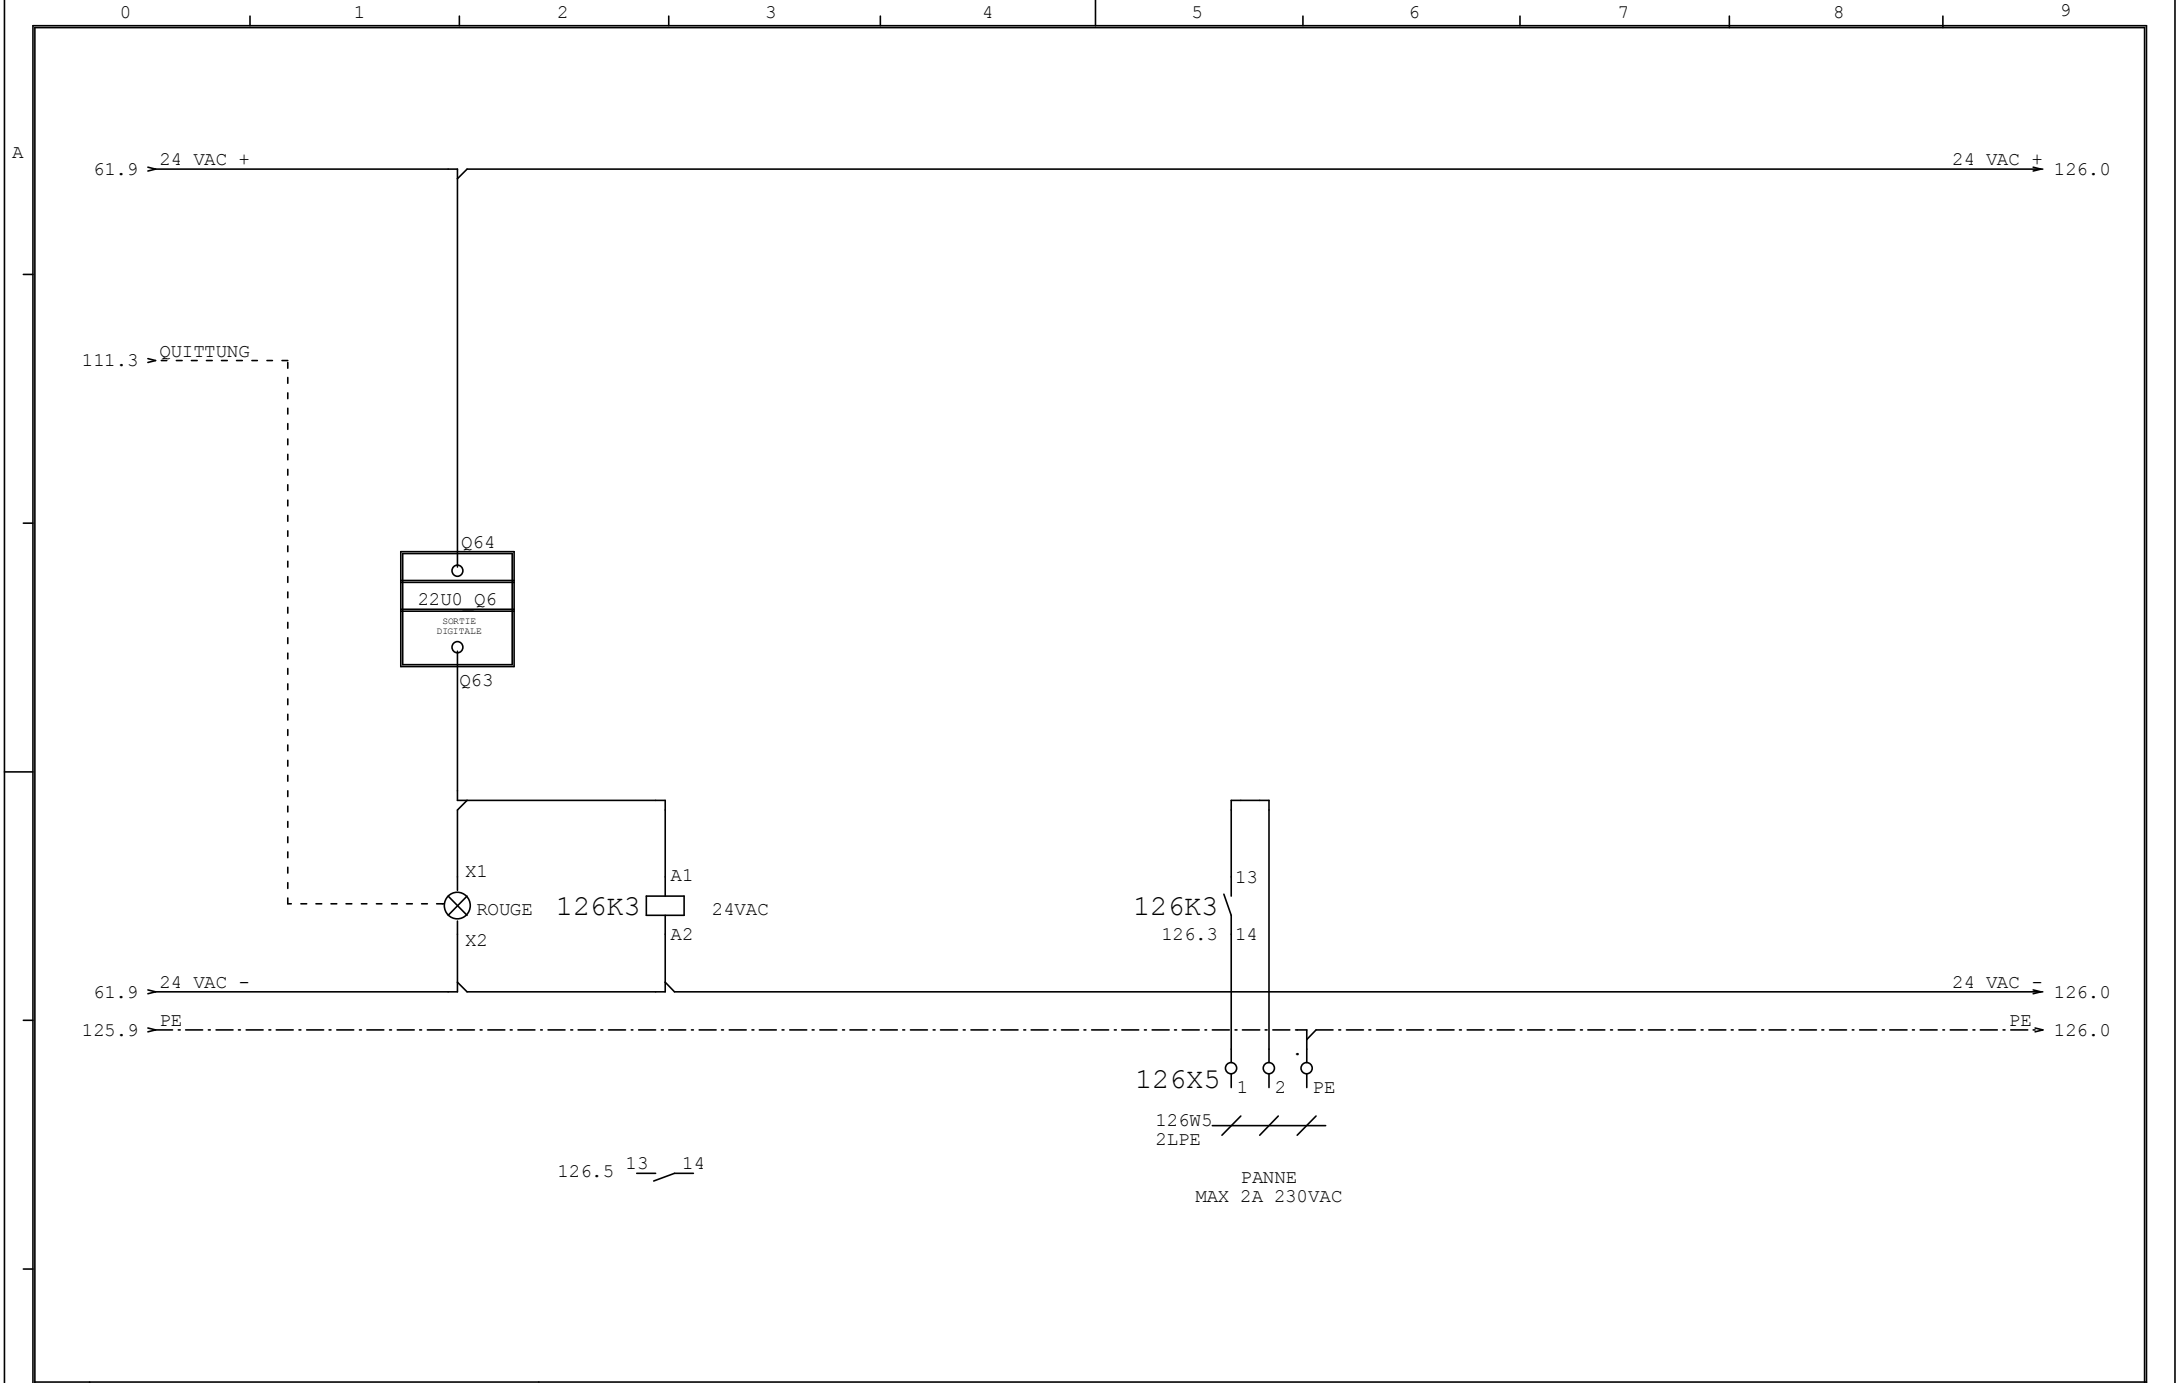 0 1 2 3 4 5 6 7 8 9
A
24 VAC + 24 VAC +
61.9 126.0
QUITTUNG
111.3
Q64
22U0 Q6
SORTIE
DIGITALE
Q63
X1 A1 13
126K3 126K3
ROUGE 24VAC
X2 A2 126.3 14
24 VAC - 24 VAC -
61.9 126.0
PE PE
125.9 126.0
126X5 1 2 PE
126W5
2LPE
126.5 13 14
PANNE
MAX 2A 230VAC